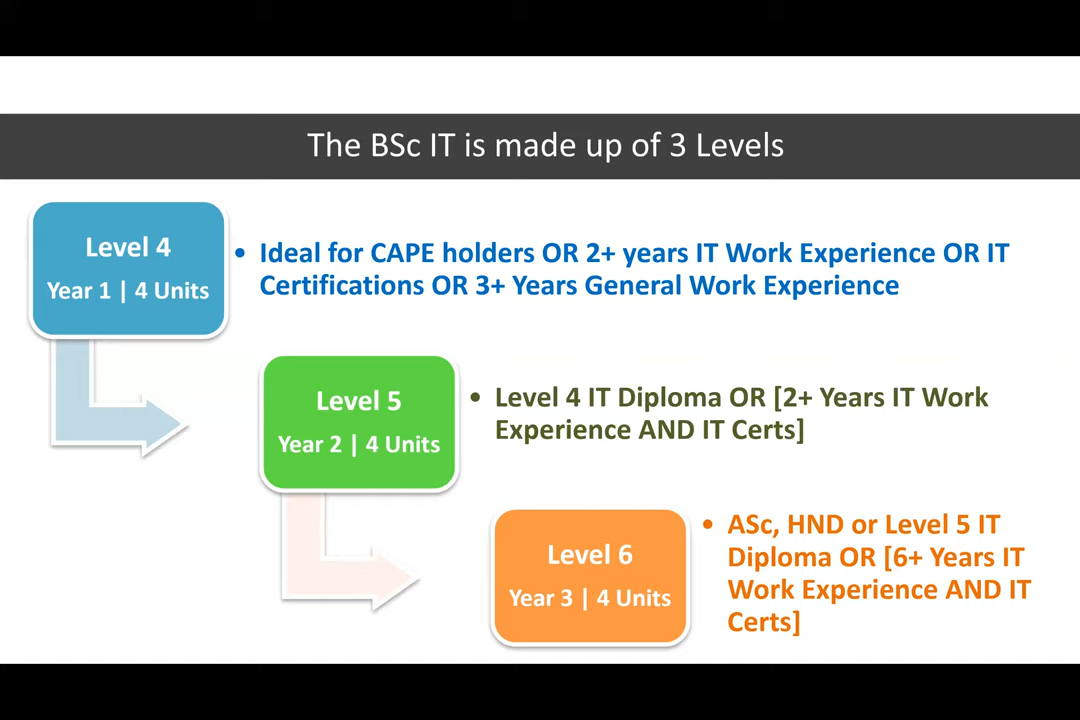 The BSc IT is made up of 3 Levels
Level 4
Year 1 | 4 Units
• Ideal for CAPE holders OR 2+ years IT Work Experience OR IT
Certifications OR 3+ Years General Work Experience
Level 5
Year 2 | 4 Units
• Level 4 IT Diploma OR [2+ Years IT Work
Experience AND IT Certs]
Level 6
Year 3 | 4 Units
• ASc, HND or Level 5 IT
Diploma OR [6+ Years IT
Work Experience AND IT
Certs]